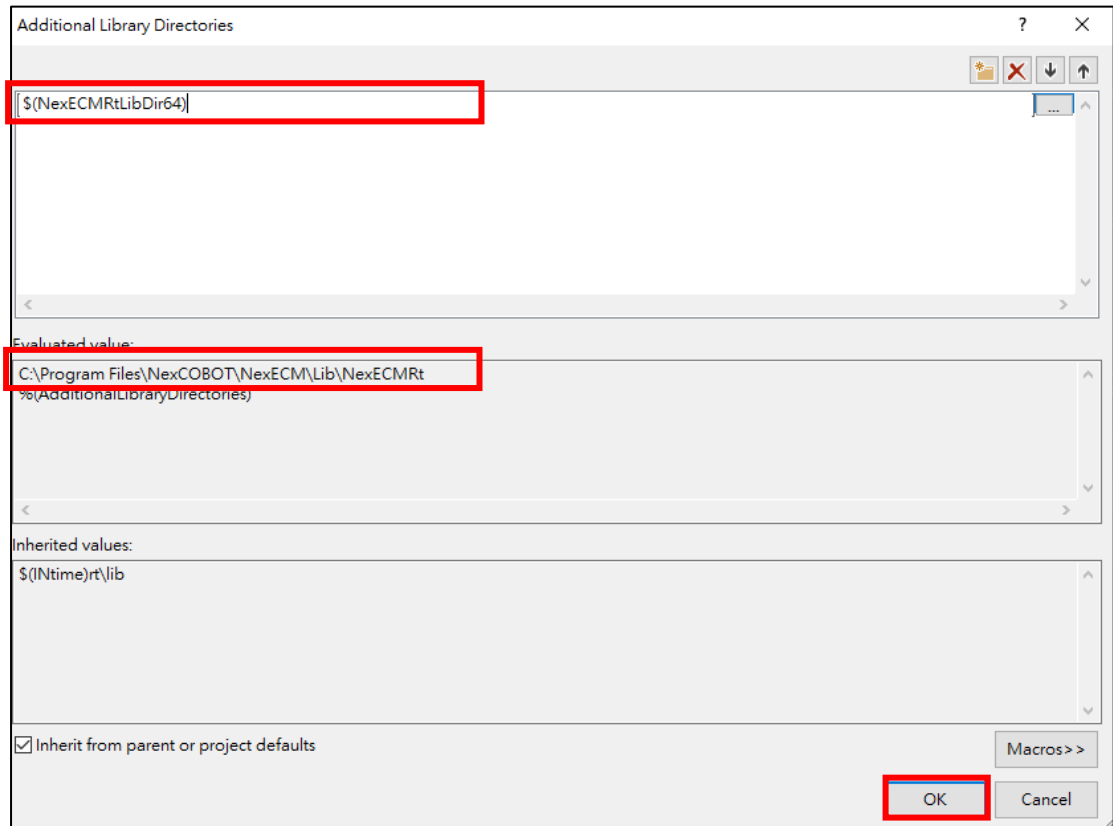 Additional Library Directories
$(NexECMRtLibDir64)
...
Evaluated value:
C:\Program Files\NexCOBOT\NexECM\Lib\NexECMRt
%(AdditionalLibraryDirectories)
Inherited values:
$(INtime)rt\lib
Inherit from parent or project defaults
Macros>>
OK
Cancel